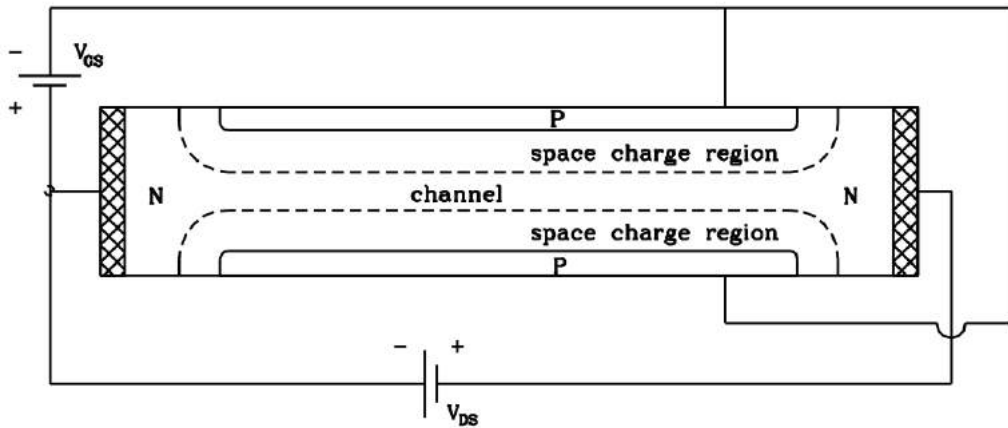 -
V_GS
+
P
space charge region
N
channel
N
space charge region
P
- +
V_DS